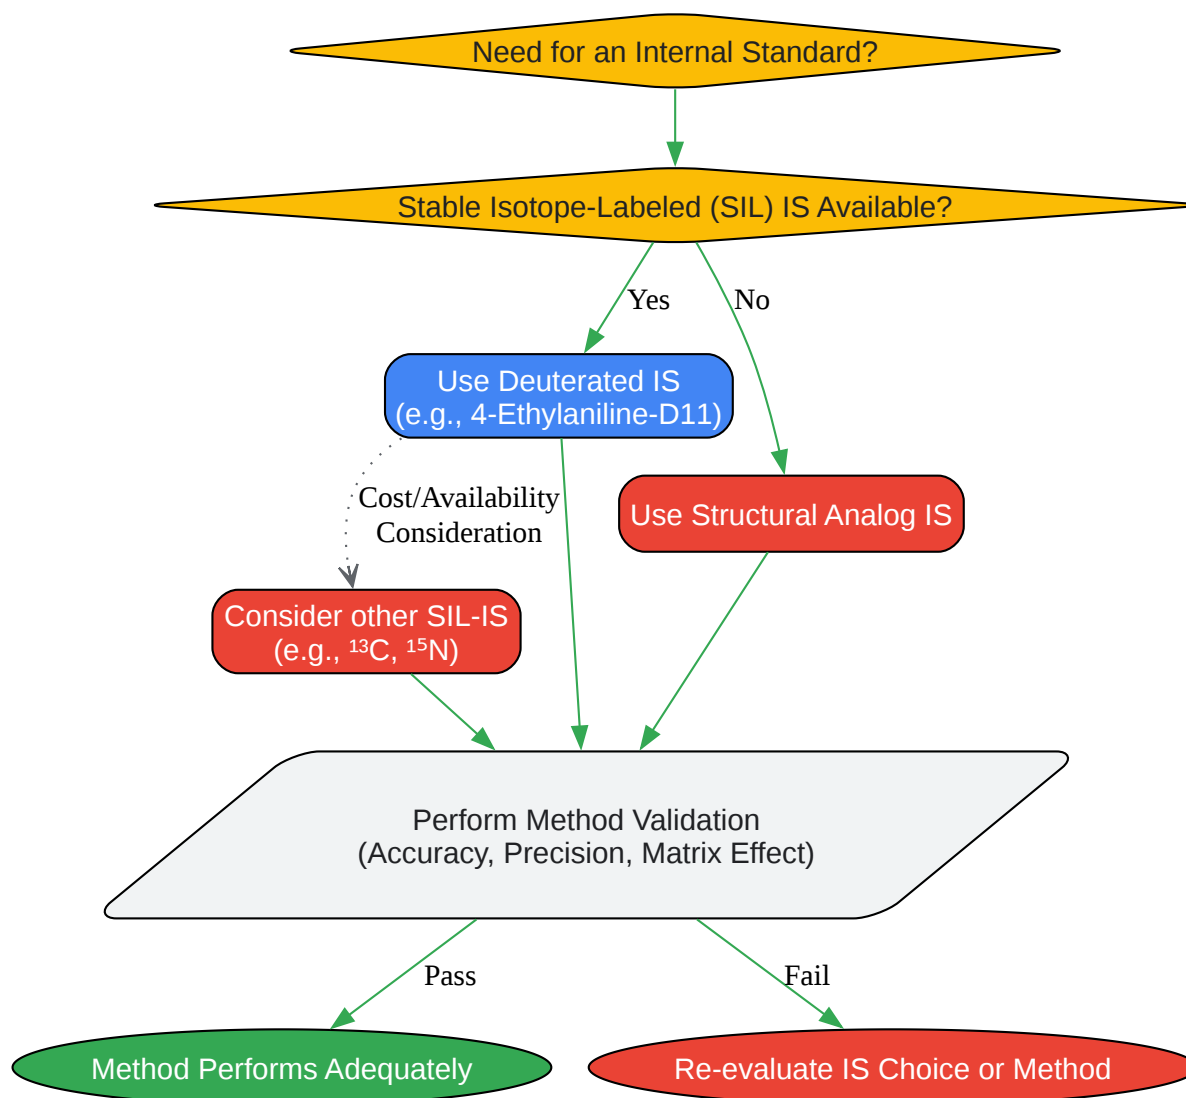 Need for an Internal Standard?
Stable Isotope-Labeled (SIL) IS Available?
Yes
No
Use Deuterated IS
(e.g., 4-Ethylaniline-D11)
Cost/Availability
Consideration
Use Structural Analog IS
Consider other SIL-IS
(e.g., ¹³C, ¹⁵N)
Perform Method Validation
(Accuracy, Precision, Matrix Effect)
Pass
Fail
Method Performs Adequately
Re-evaluate IS Choice or Method